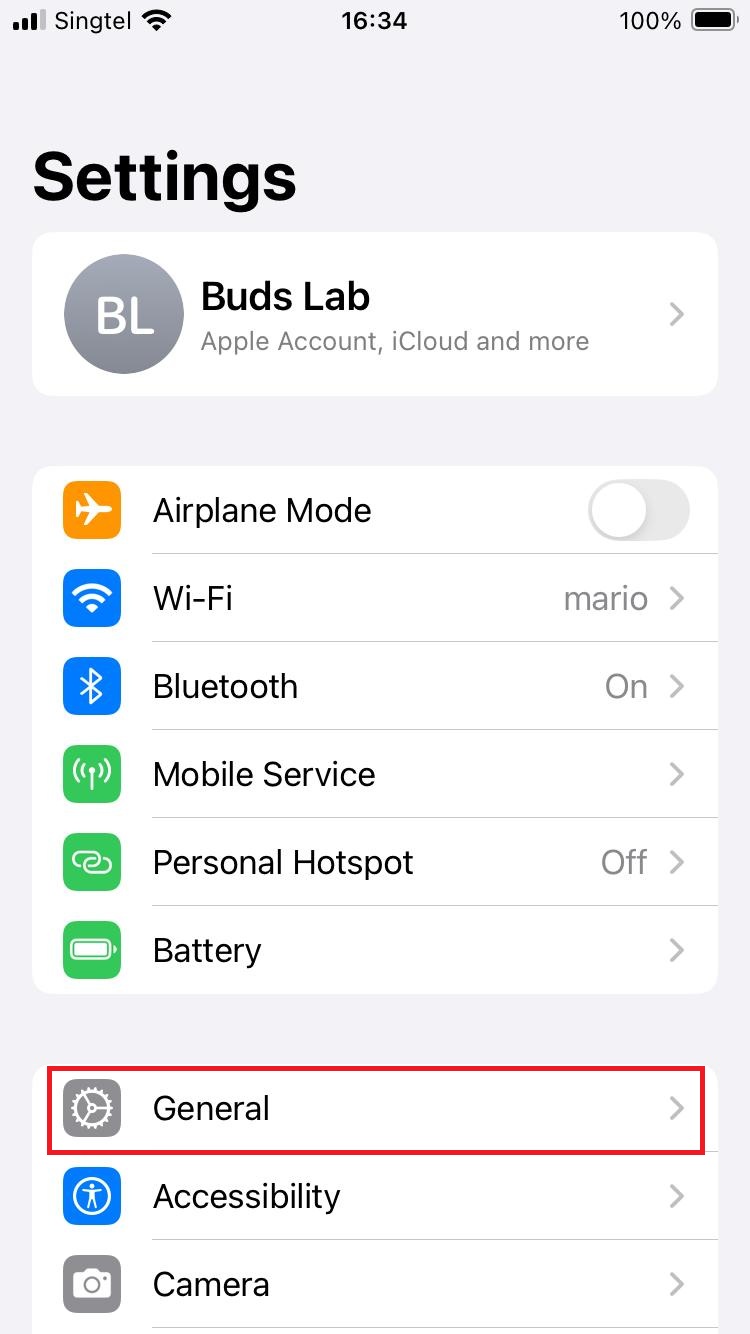 Singtel 16:34 100%
Settings
BL
Buds Lab
Apple Account, iCloud and more
Airplane Mode
Wi-Fi mario
Bluetooth On
Mobile Service
Personal Hotspot Off
Battery
General
Accessibility
Camera